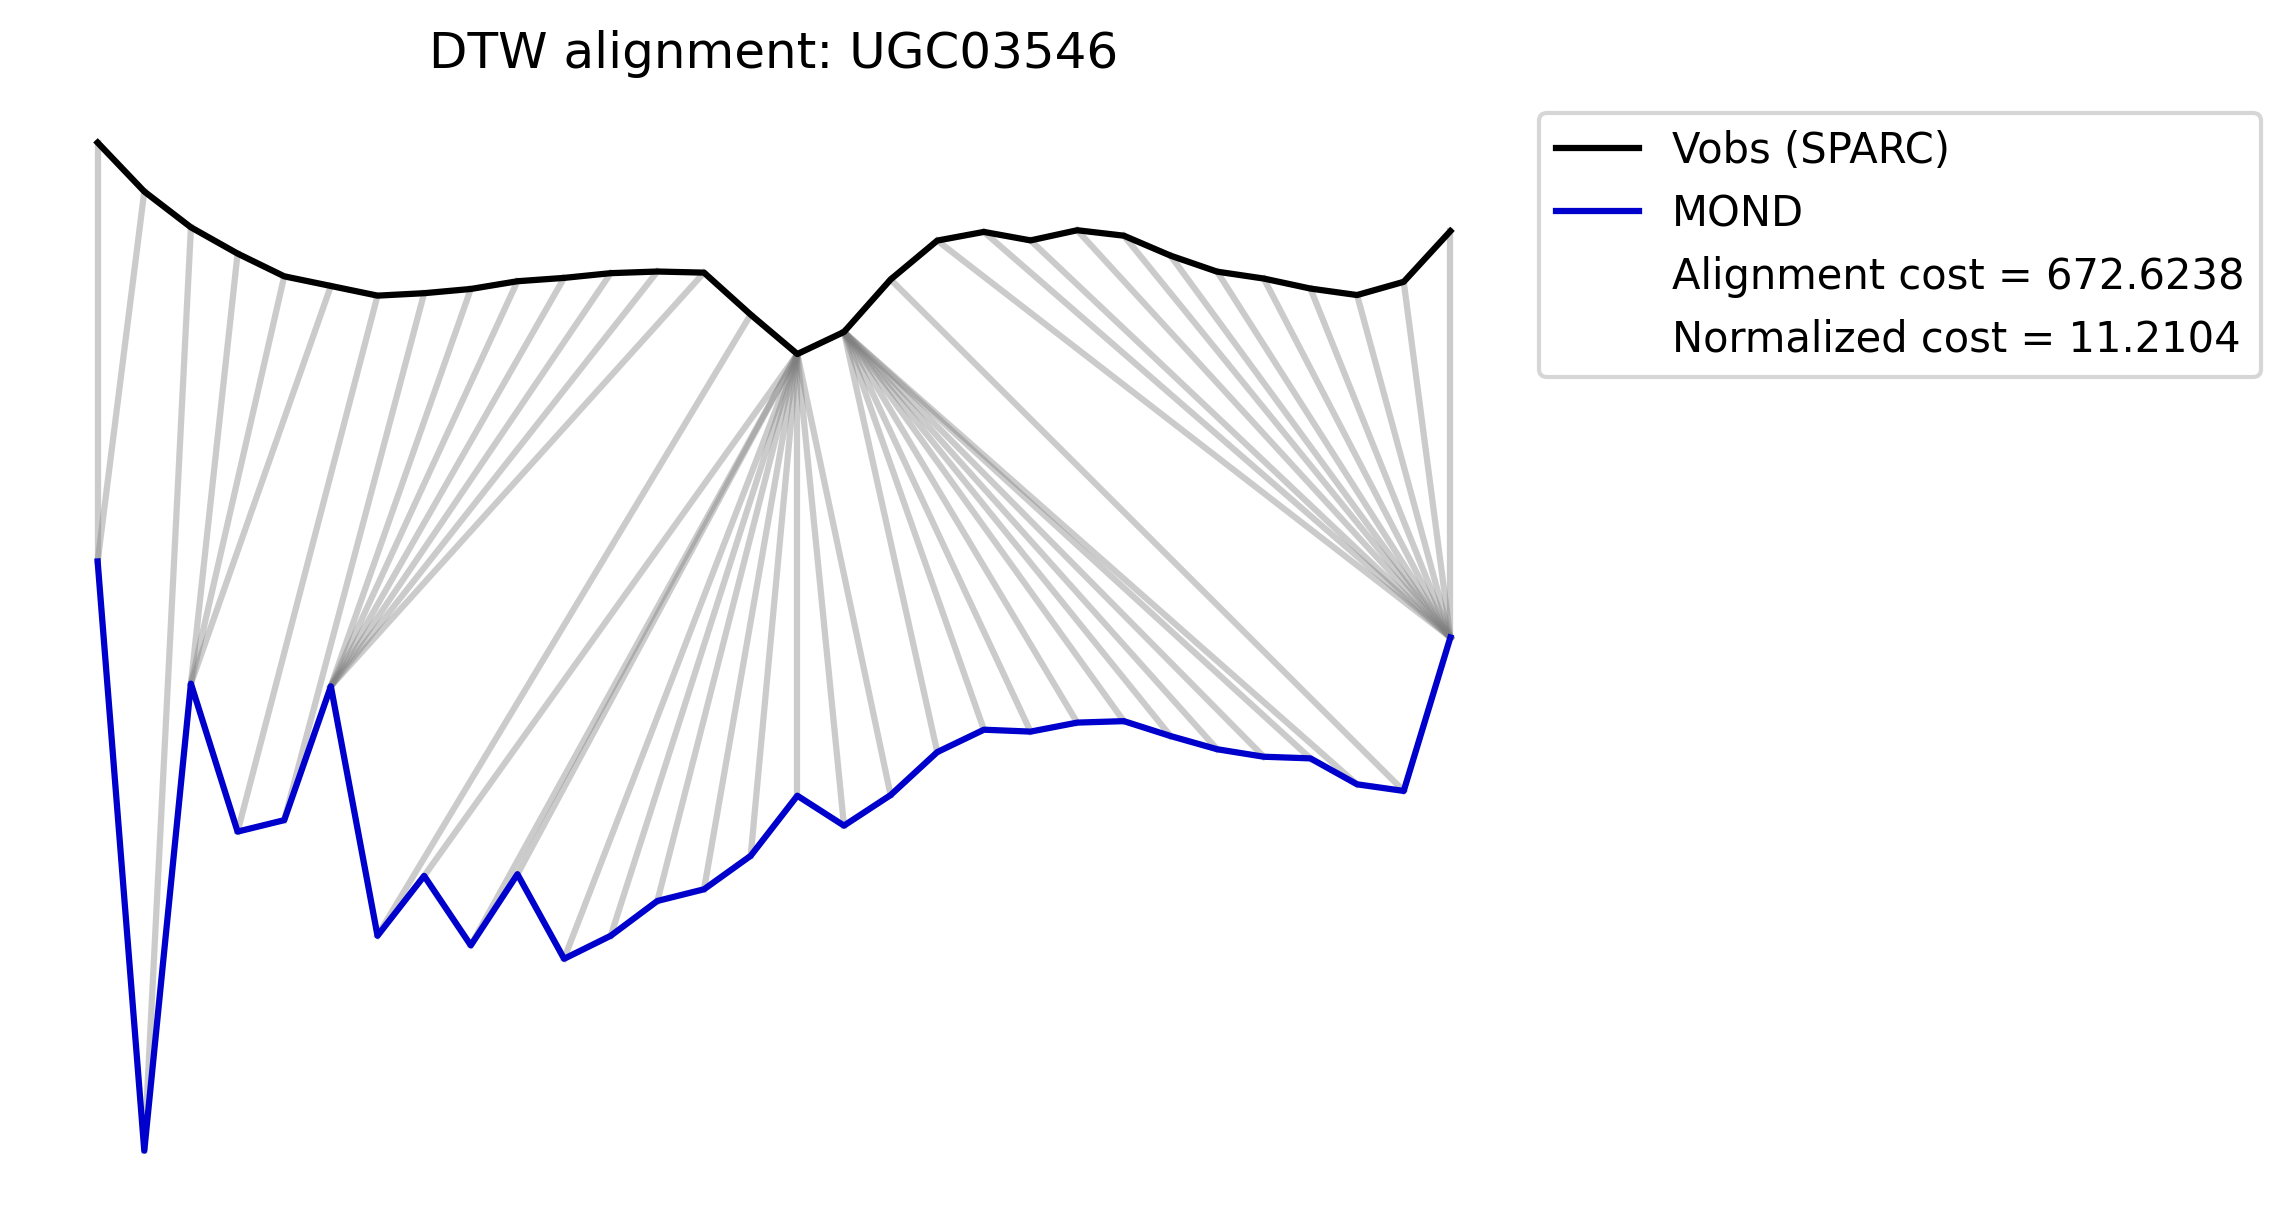 DTW alignment: UGC03546
Vobs (SPARC)
MOND
Alignment cost = 672.6238
Normalized cost = 11.2104